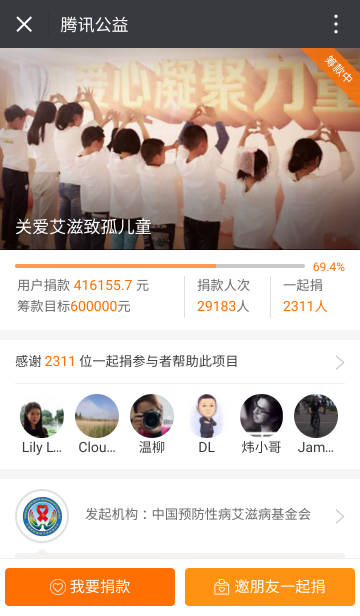 腾讯公益
筹款中
爱心凝聚力量
关爱艾滋致孤儿童
69.4%
用户捐款 416155.7 元
捐款人次
一起捐
筹款目标600000元
29183人
2311人
感谢 2311 位一起捐参与者帮助此项目
Lily L...
Clou...
温柳
DL
炜小哥
Jam...
发起机构：中国预防性病艾滋病基金会
我要捐款
邀朋友一起捐